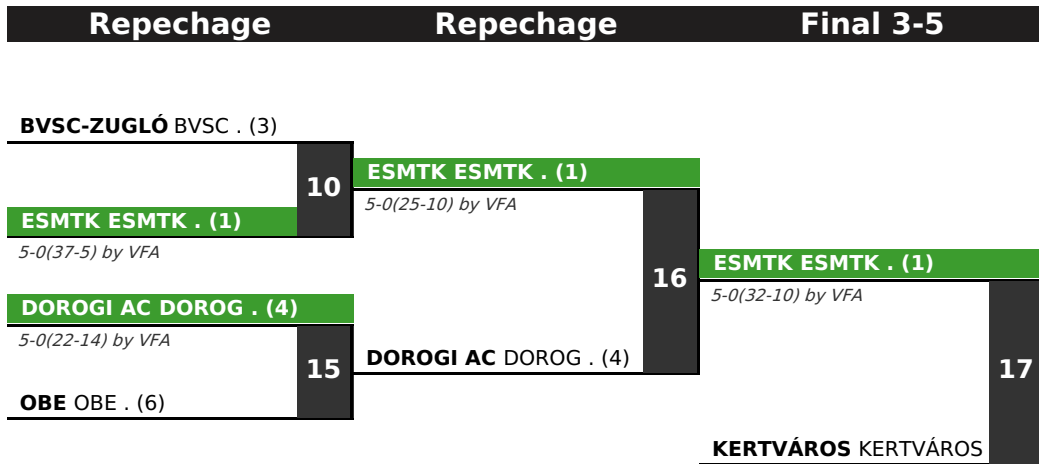 Repechage Repechage Final 3-5
BVSC-ZUGLÓ BVSC . (3)
10
ESMTK ESMTK . (1)
5-0(37-5) by VFA
DOROGI AC DOROG . (4)
5-0(22-14) by VFA
15
OBE OBE . (6)
ESMTK ESMTK . (1)
5-0(25-10) by VFA
16
DOROGI AC DOROG . (4)
ESMTK ESMTK . (1)
5-0(32-10) by VFA
17
KERTVÁROS KERTVÁROS